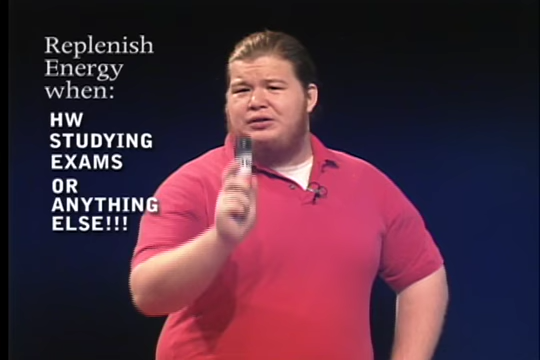 Replenish
Energy
when:
HW
STUDYING
EXAMS
OR
ANYTHING
ELSE!!!